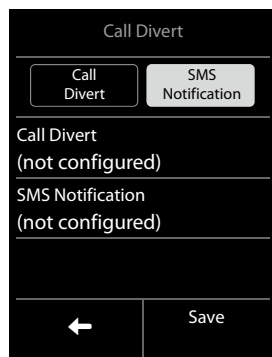 Call Divert
Call
Divert
SMS
Notification
Call Divert
(not configured)
SMS Notification
(not configured)
Save